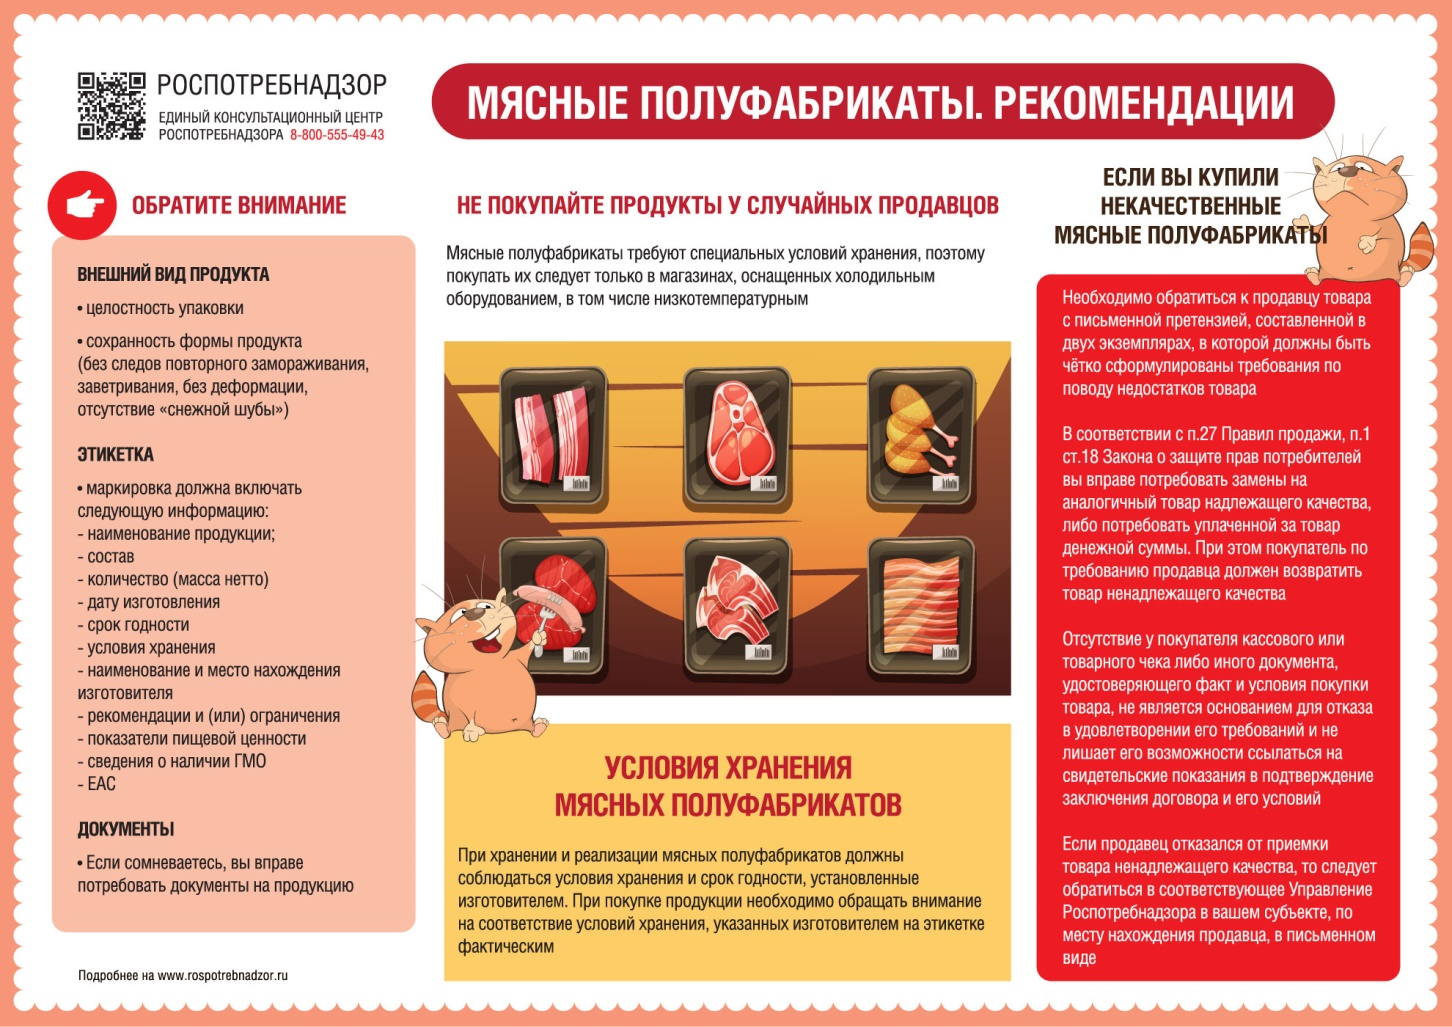 РОСПОТРЕБНАДЗОР
ЕДИНЫЙ КОНСУЛЬТАЦИОННЫЙ ЦЕНТР
РОСПОТРЕБНАДЗОРА 8-800-555-49-43
МЯСНЫЕ ПОЛУФАБРИКАТЫ. РЕКОМЕНДАЦИИ
ОБРАТИТЕ ВНИМАНИЕ
ВНЕШНИЙ ВИД ПРОДУКТА
• целостность упаковки
• сохранность формы продукта
(без следов повторного замораживания,
заветривания, без деформации,
отсутствие «снежной шубы»)
ЭТИКЕТКА
• маркировка должна включать
следующую информацию:
- наименование продукции;
- состав
- количество (масса нетто)
- дату изготовления
- срок годности
- условия хранения
- наименование и место нахождения
изготовителя
- рекомендации и (или) ограничения
- показатели пищевой ценности
- сведения о наличии ГМО
- ЕАС
ДОКУМЕНТЫ
• Если сомневаетесь, вы вправе
потребовать документы на продукцию
Подробнее на www.rospotrebnadzor.ru
НЕ ПОКУПАЙТЕ ПРОДУКТЫ У СЛУЧАЙНЫХ ПРОДАВЦОВ
Мясные полуфабрикаты требуют специальных условий хранения, поэтому
покупать их следует только в магазинах, оснащенных холодильным
оборудованием, в том числе низкотемпературным
УСЛОВИЯ ХРАНЕНИЯ
МЯСНЫХ ПОЛУФАБРИКАТОВ
При хранении и реализации мясных полуфабрикатов должны
соблюдаться условия хранения и срок годности, установленные
изготовителем. При покупке продукции необходимо обращать внимание
на соответствие условий хранения, указанных изготовителем на этикетке
фактическим
ЕСЛИ ВЫ КУПИЛИ
НЕКАЧЕСТВЕННЫЕ
МЯСНЫЕ ПОЛУФАБРИКАТЫ
Необходимо обратиться к продавцу товара
с письменной претензией, составленной в
двух экземплярах, в которой должны быть
чётко сформулированы требования по
поводу недостатков товара
В соответствии с п.27 Правил продажи, п.1
ст.18 Закона о защите прав потребителей
вы вправе потребовать замены на
аналогичный товар надлежащего качества,
либо потребовать уплаченной за товар
денежной суммы. При этом покупатель по
требованию продавца должен возвратить
товар ненадлежащего качества
Отсутствие у покупателя кассового или
товарного чека либо иного документа,
удостоверяющего факт и условия покупки
товара, не является основанием для отказа
в удовлетворении его требований и не
лишает его возможности ссылаться на
свидетельские показания в подтверждение
заключения договора и его условий
Если продавец отказался от приемки
товара ненадлежащего качества, то следует
обратиться в соответствующее Управление
Роспотребнадзора в вашем субъекте, по
месту нахождения продавца, в письменном
виде